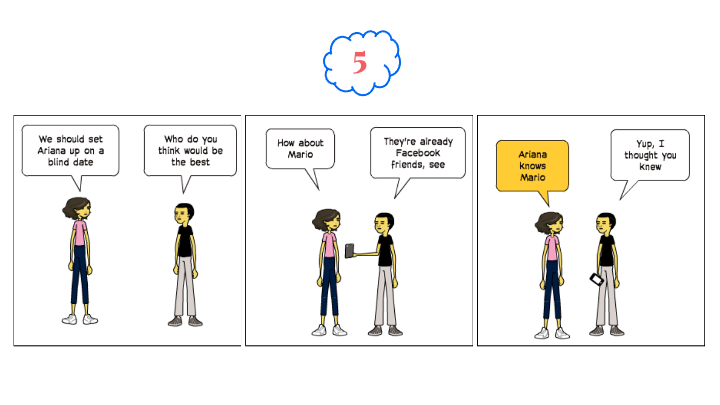 5
We should set
Ariana up on a
blind date
Who do you
think would be
the best
How about
Mario
They're already
Facebook
friends, see
Ariana
knows
Mario
Yup, I
thought you
knew